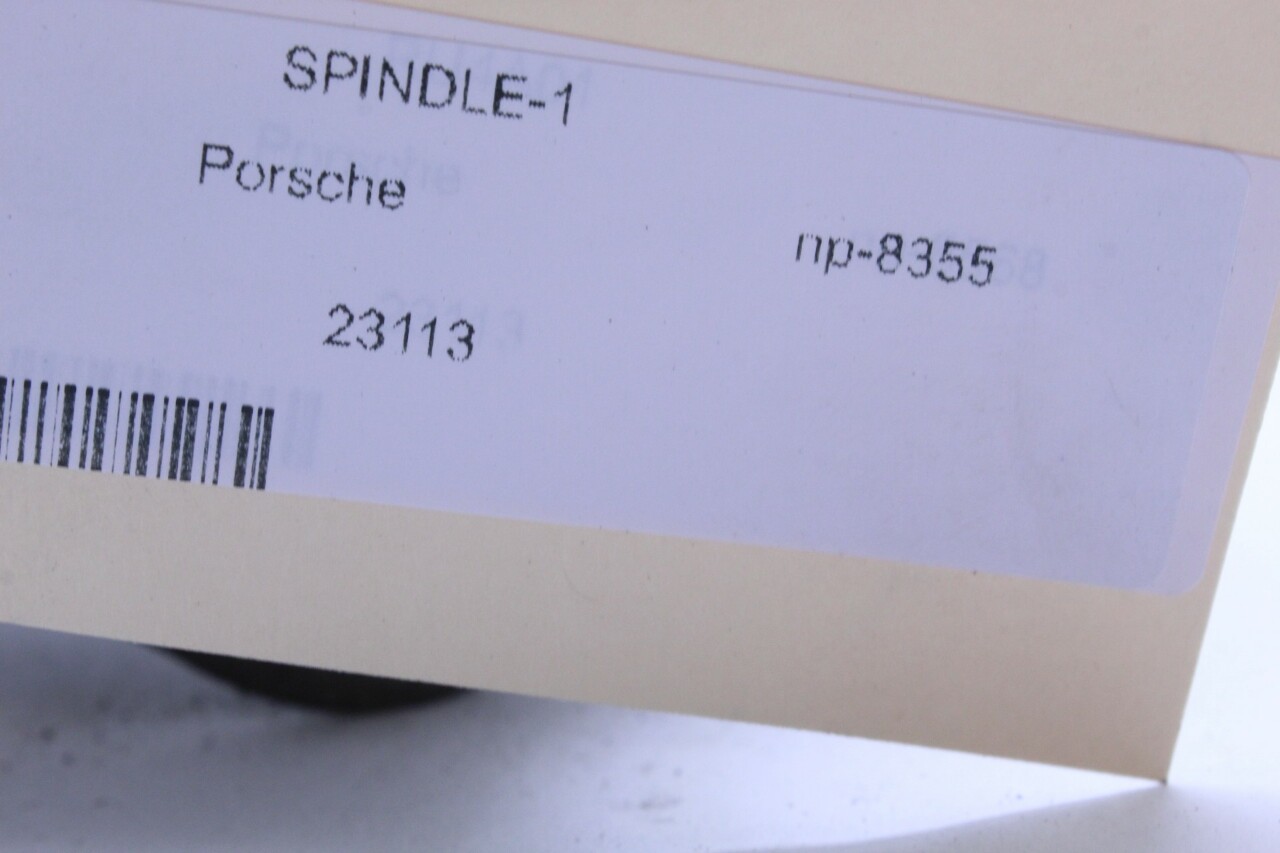 SPINDLE-1
Porsche
np-8355
23113